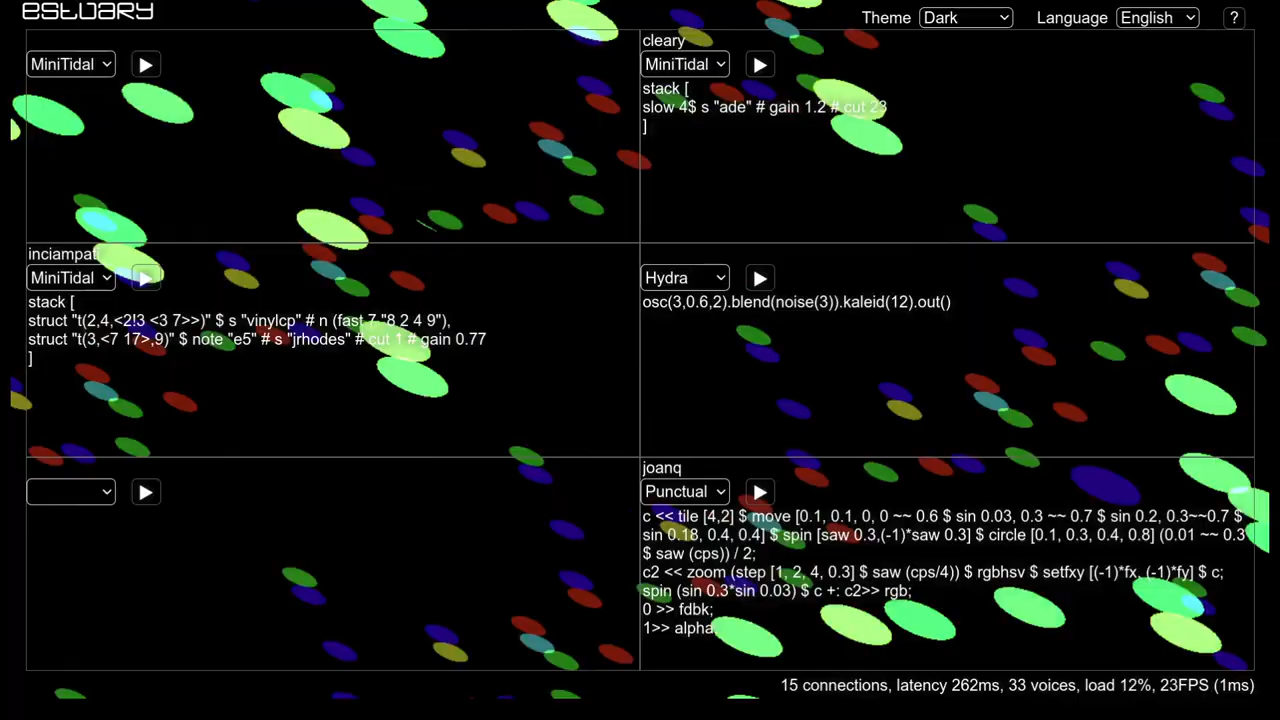 estuary
Theme Dark Language English ?
MiniTidal
cleary
MiniTidal
stack [
slow 4$ s "ade" # gain 1.2 # cut 23
]
inciampati
MiniTidal
stack [
struct "t(2,4,<2!3 <3 7>>)" $ s "vinylcp" # n (fast 7 "8 2 4 9"),
struct "t(3,<7 17>,9)" $ note "e5" # s "jrhodes" # cut 1 # gain 0.77
]
Hydra
osc(3,0.6,2).blend(noise(3)).kaleid(12).out()
joanq
Punctual
c << tile [4,2] $ move [0.1, 0.1, 0, 0 ~~ 0.6 $ sin 0.03, 0.3 ~~ 0.7 $ sin 0.2, 0.3~~0.7 $
sin 0.18, 0.4, 0.4] $ spin [saw 0.3,(-1)*saw 0.3] $ circle [0.1, 0.3, 0.4, 0.8] (0.01 ~~ 0.3
$ saw (cps)) / 2;
c2 << zoom (step [1, 2, 4, 0.3] $ saw (cps/4)) $ rgbhsv $ setfxy [(-1)*fx, (-1)*fy] $ c;
spin (sin 0.3*sin 0.03) $ c +: c2>> rgb;
0 >> fdbk;
1>> alpha;
15 connections, latency 262ms, 33 voices, load 12%, 23FPS (1ms)